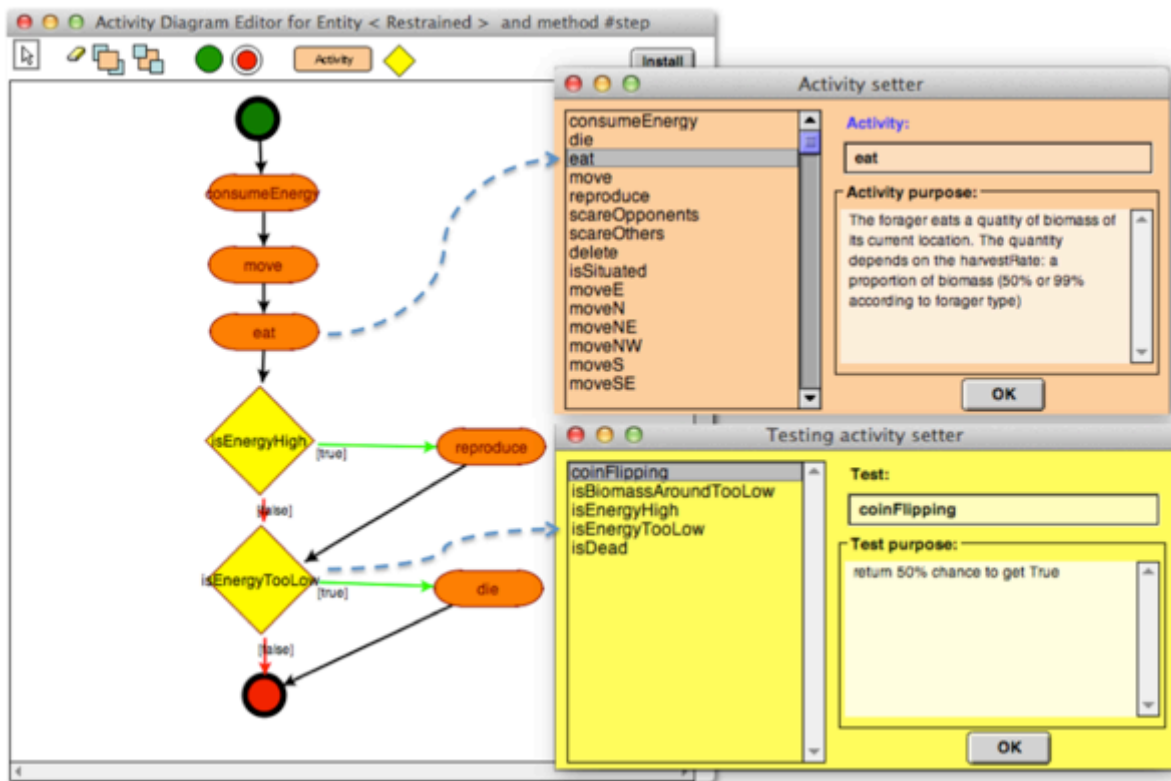 Activity Diagram Editor for Entity < Restrained > and method #step
Activity
Install
consumeEnergy
move
eat
isEnergyHigh
[true]
reproduce
[false]
isEnergyTooLow
[true]
die
[false]
Activity setter
consumeEnergy
die
eat
move
reproduce
scareOpponents
scareOthers
delete
isSituated
moveE
moveN
moveNE
moveNW
moveS
moveSE
Activity:
eat
Activity purpose:
The forager eats a quatity of biomass of
its current location. The quantity
depends on the harvestRate: a
proportion of biomass (50% or 99%
according to forager type)
OK
Testing activity setter
coinFlipping
isBiomassAroundTooLow
isEnergyHigh
isEnergyTooLow
isDead
Test:
coinFlipping
Test purpose:
return 50% chance to get True
OK